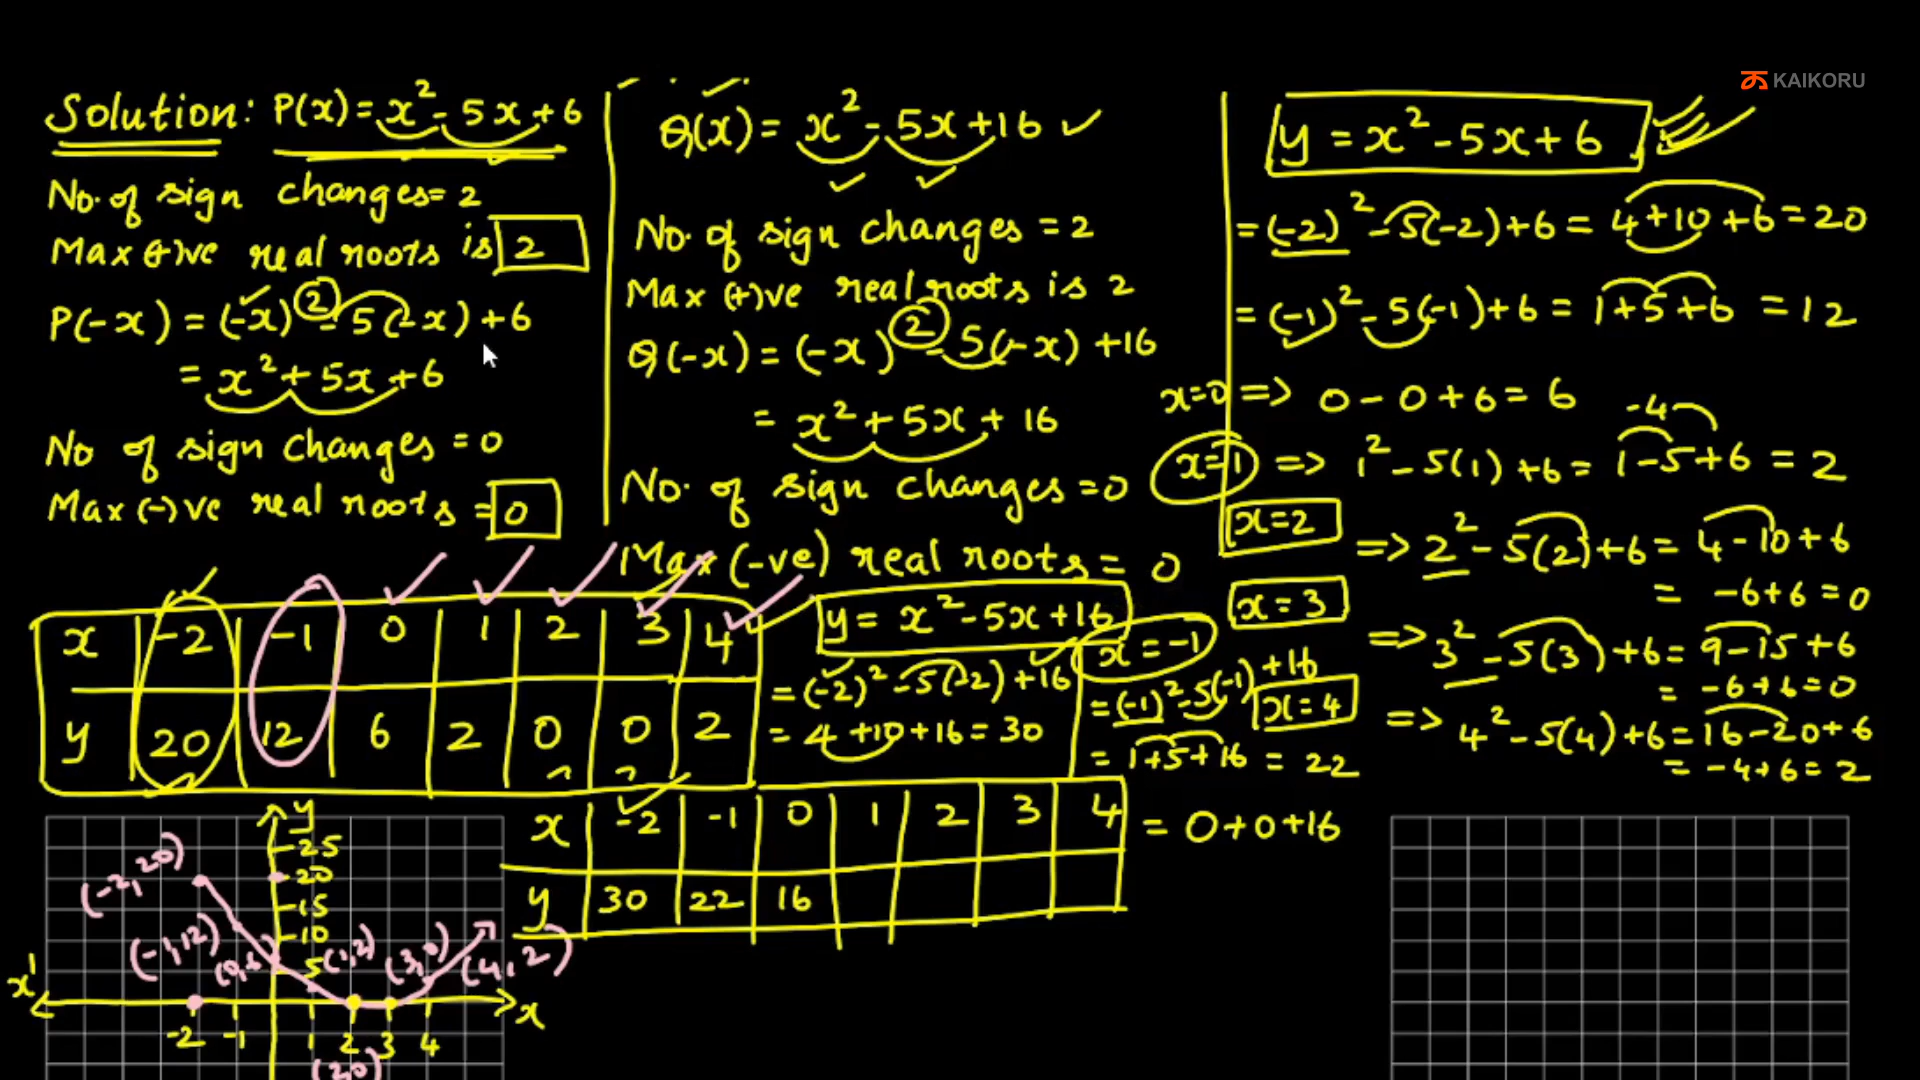 KAIKORU
Solution: P(x) = x² - 5x + 6
No. of sign changes = 2
Max (+)ve real roots is 2
P(-x) = (-x)² - 5(-x) + 6
= x² + 5x + 6
No of sign changes = 0
Max (-)ve real roots = 0
Q(x) = x² - 5x + 16
No. of sign changes = 2
Max (+)ve real roots is 2
Q(-x) = (-x)² - 5(-x) + 16
= x² + 5x + 16
No. of sign changes = 0
Max (-ve) real roots = 0
y = x² - 5x + 6
= (-2)² - 5(-2) + 6 = 4 + 10 + 6 = 20
= (-1)² - 5(-1) + 6 = 1 + 5 + 6 = 12
x=0 => 0 - 0 + 6 = 6
-4
x=1 => 1² - 5(1) + 6 = 1 - 5 + 6 = 2
x=2
=> 2² - 5(2) + 6 = 4 - 10 + 6
= -6 + 6 = 0
x=3
=> 3² - 5(3) + 6 = 9 - 15 + 6
= -6 + 6 = 0
x=4
=> 4² - 5(4) + 6 = 16 - 20 + 6
= -4 + 6 = 2
x -2 -1 0 1 2 3 4
y 20 12 6 2 0 0 2
y = x² - 5x + 16
= (-2)² - 5(-2) + 16
= 4 + 10 + 16 = 30
x = -1
= (-1)² - 5(-1) + 16
= 1 + 5 + 16 = 22
x -2 -1 0 1 2 3 4
y 30 22 16
= 0 + 0 + 16
y
25
20
15
10
5
(-2, 20)
(-1, 12)
(1, 2)
(3, 0)
(4, 2)
x'
x
-2 -1 1 2 3 4